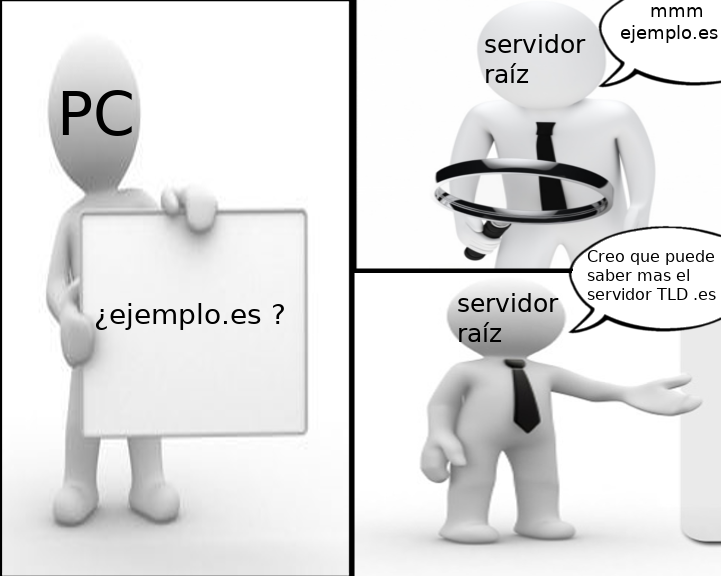 PC
¿ejemplo.es ?
servidor
raíz
mmm
ejemplo.es
servidor
raíz
Creo que puede
saber mas el
servidor TLD .es